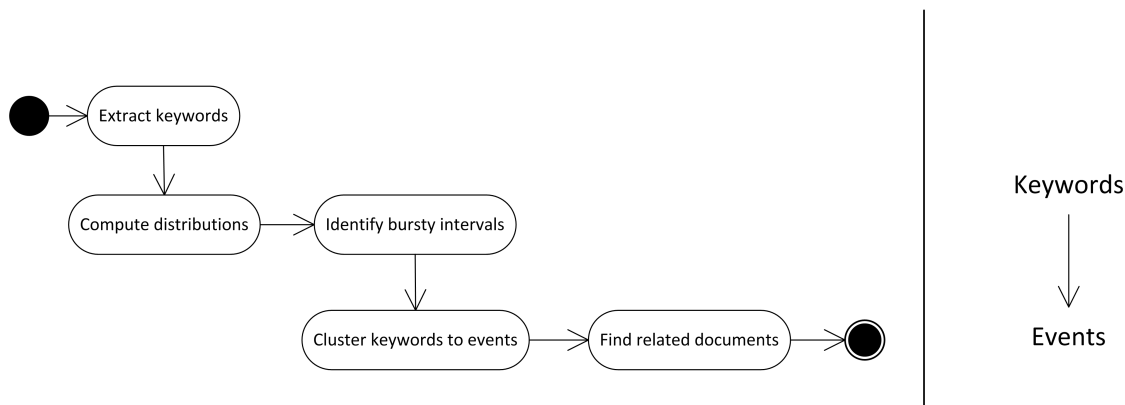 Extract keywords
Compute distributions
Identify bursty intervals
Cluster keywords to events
Find related documents
Keywords
Events